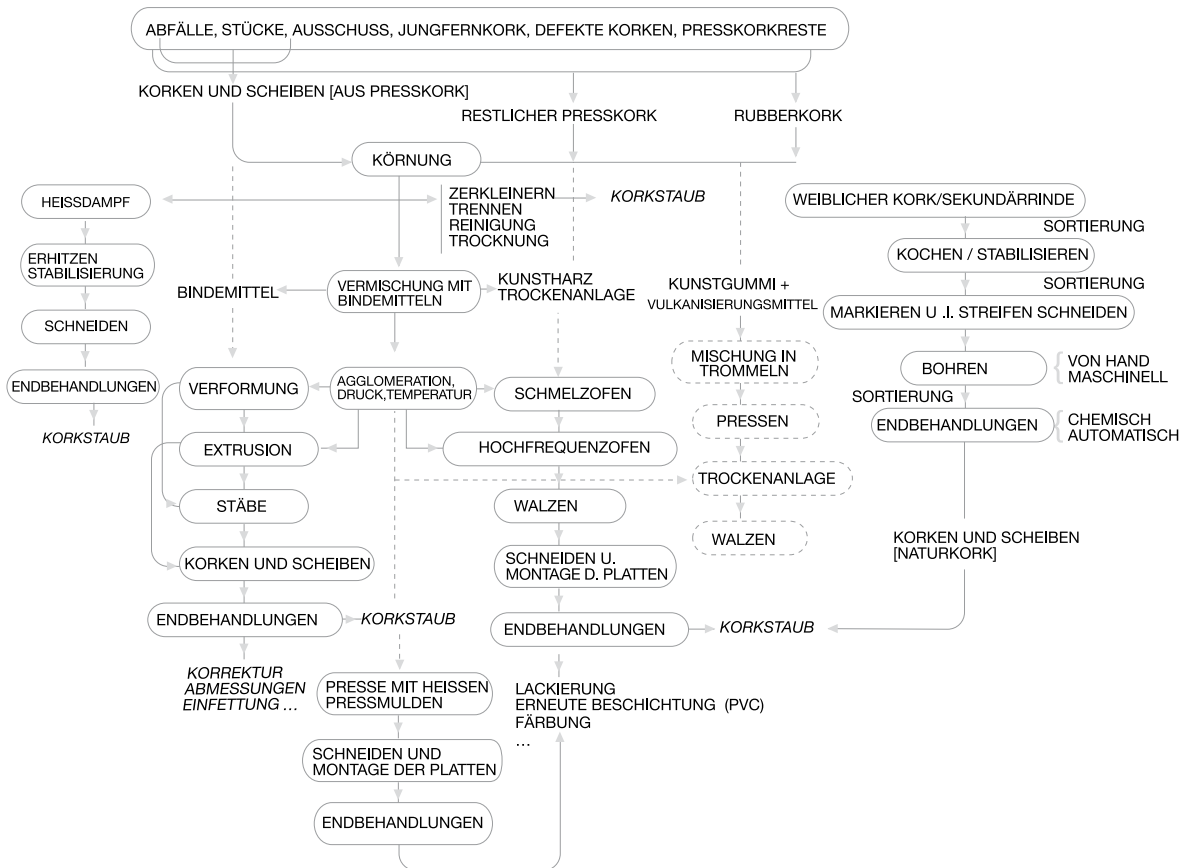 ABFÄLLE, STÜCKE, AUSSCHUSS, JUNGFERNKORK, DEFEKTE KORKEN, PRESSKORKRESTE
KORKEN UND SCHEIBEN [AUS PRESSKORK]
RESTLICHER PRESSKORK
RUBBERKORK
KÖRNUNG
ZERKLEINERN
TRENNEN
REINIGUNG
TROCKNUNG
KORKSTAUB
HEISSDAMPF
ERHITZEN
STABILISIERUNG
SCHNEIDEN
ENDBEHANDLUNGEN
KORKSTAUB
BINDEMITTEL
VERMISCHUNG MIT
BINDEMITTELN
KUNSTHARZ
TROCKENANLAGE
KUNSTGUMMI +
VULKANISIERUNGSMITTEL
WEIBLICHER KORK/SEKUNDÄRRINDE
SORTIERUNG
KOCHEN / STABILISIEREN
SORTIERUNG
MARKIEREN U .I. STREIFEN SCHNEIDEN
BOHREN
VON HAND
MASCHINELL
SORTIERUNG
ENDBEHANDLUNGEN
CHEMISCH
AUTOMATISCH
KORKEN UND SCHEIBEN
[NATURKORK]
VERFORMUNG
AGGLOMERATION,
DRUCK,TEMPERATUR
SCHMELZOFEN
MISCHUNG IN
TROMMELN
PRESSEN
EXTRUSION
HOCHFREQUENZOFEN
TROCKENANLAGE
STÄBE
WALZEN
WALZEN
KORKEN UND SCHEIBEN
SCHNEIDEN U.
MONTAGE D. PLATTEN
ENDBEHANDLUNGEN
KORKSTAUB
ENDBEHANDLUNGEN
KORKSTAUB
KORREKTUR
ABMESSUNGEN
EINFETTUNG ...
PRESSE MIT HEISSEN
PRESSMULDEN
LACKIERUNG
ERNEUTE BESCHICHTUNG (PVC)
FÄRBUNG
...
SCHNEIDEN UND
MONTAGE DER PLATTEN
ENDBEHANDLUNGEN